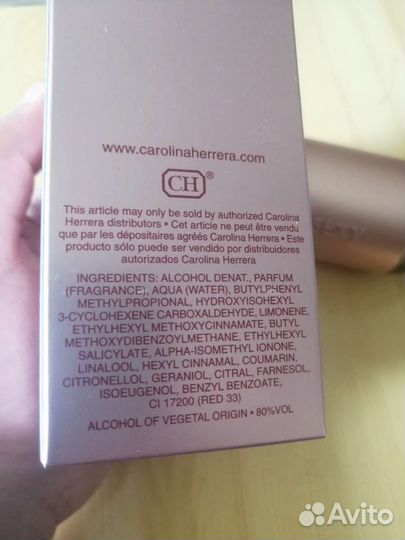 www.carolinaherrera.com
CH®
This article may only be sold by authorized Carolina
Herrera distributors • Cet article ne peut être vendu
que par les dépositaires agréés Carolina Herrera • Este
producto sólo puede ser vendido por distribuidores
autorizados Carolina Herrera
INGREDIENTS: ALCOHOL DENAT., PARFUM
(FRAGRANCE), AQUA (WATER), BUTYLPHENYL
METHYLPROPIONAL, HYDROXYISOHEXYL
3-CYCLOHEXENE CARBOXALDEHYDE, LIMONENE,
ETHYLHEXYL METHOXYCINNAMATE, BUTYL
METHOXYDIBENZOYLMETHANE, ETHYLHEXYL
SALICYLATE, ALPHA-ISOMETHYL IONONE,
LINALOOL, HEXYL CINNAMAL, COUMARIN,
CITRONELLOL, GERANIOL, CITRAL, FARNESOL,
ISOEUGENOL, BENZYL BENZOATE,
CI 17200 (RED 33)
ALCOHOL OF VEGETAL ORIGIN • 80%VOL
Avito